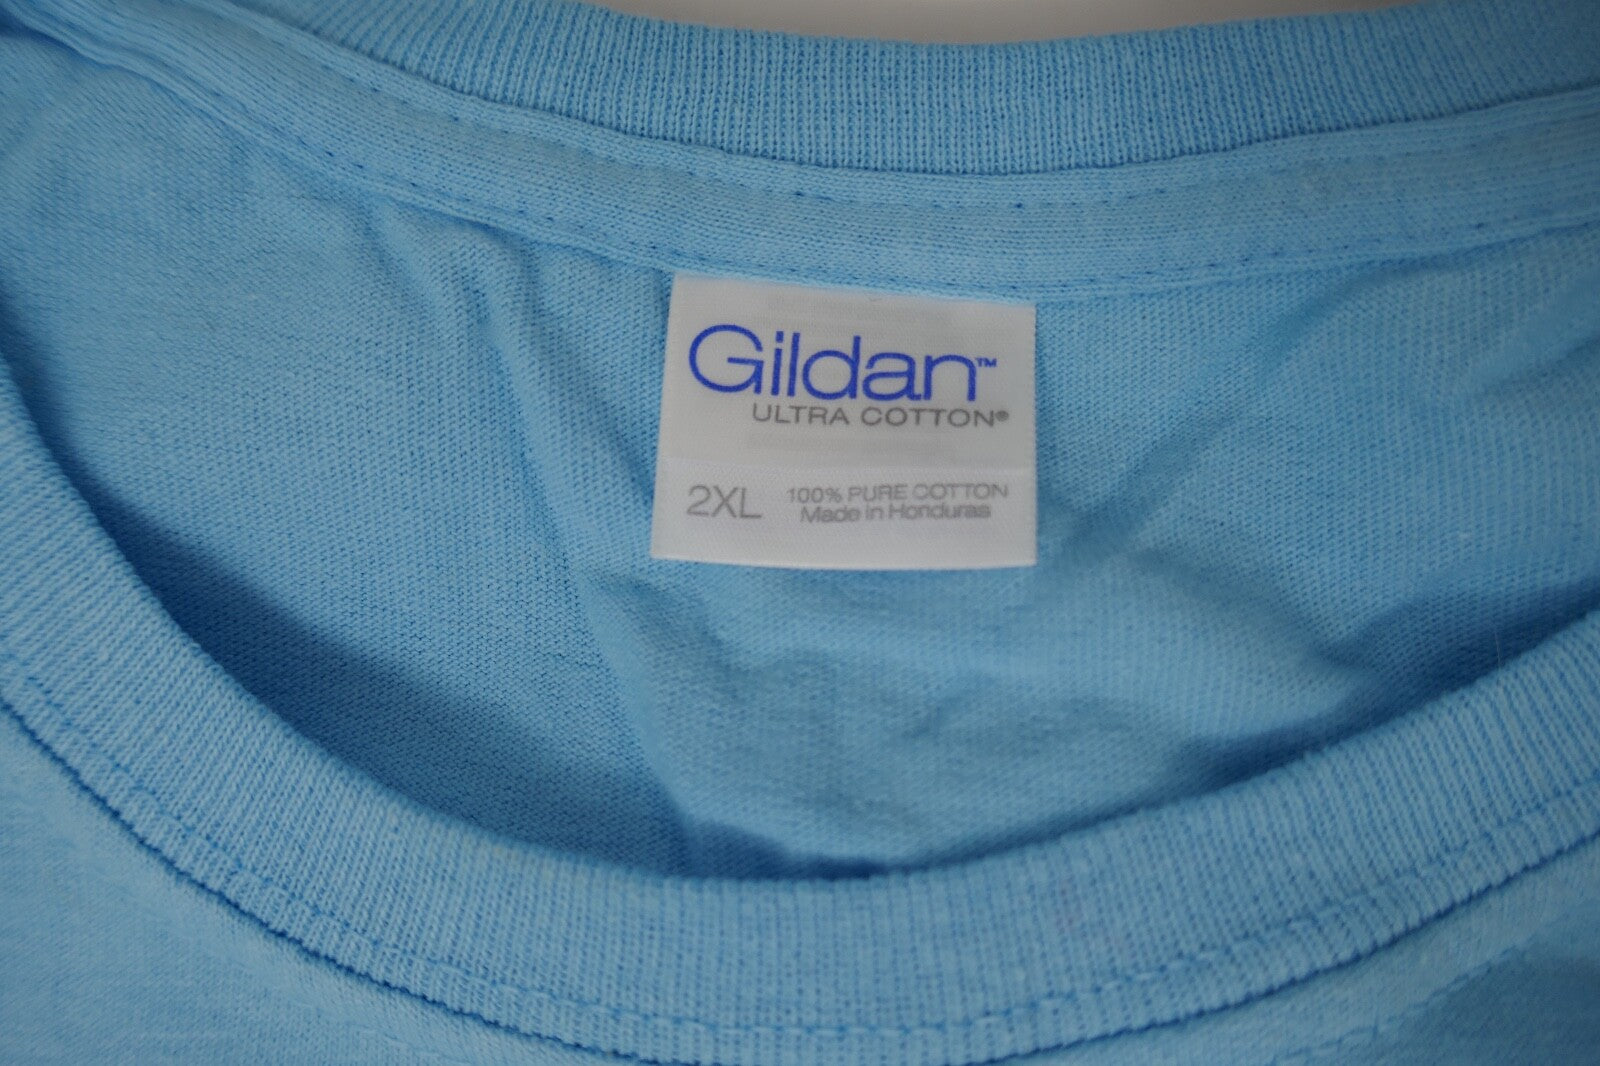 Gildan™
ULTRA COTTON®
2XL 100% PURE COTTON
Made in Honduras